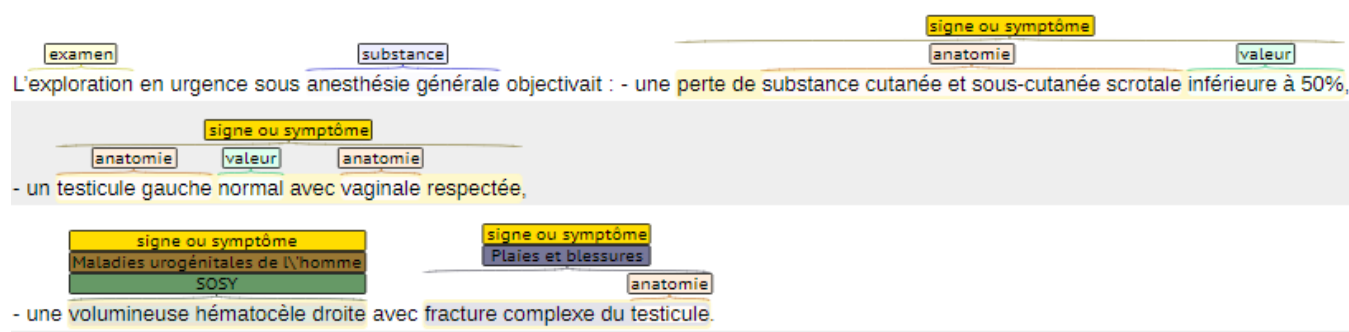 signe ou symptôme
examen substance anatomie valeur
L'exploration en urgence sous anesthésie générale objectivait : - une perte de substance cutanée et sous-cutanée scrotale inférieure à 50%,
signe ou symptôme
anatomie valeur anatomie
- un testicule gauche normal avec vaginale respectée,
signe ou symptôme signe ou symptôme
Maladies urogénitales de l\'homme Plaies et blessures
SOSY anatomie
- une volumineuse hématocèle droite avec fracture complexe du testicule.